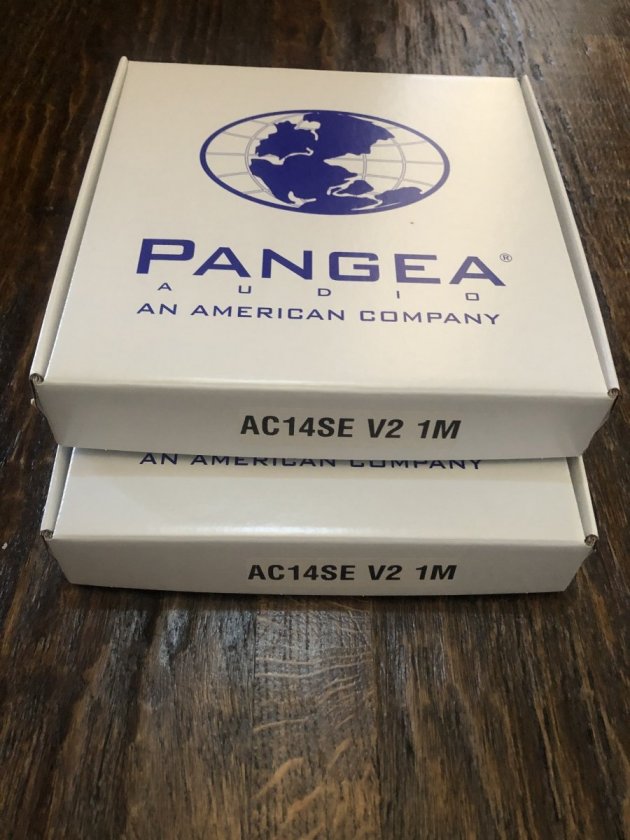 PANGEA®
AUDIO
AN AMERICAN COMPANY
AC14SE V2 1M
AN AMERICAN COMPANY
AC14SE V2 1M